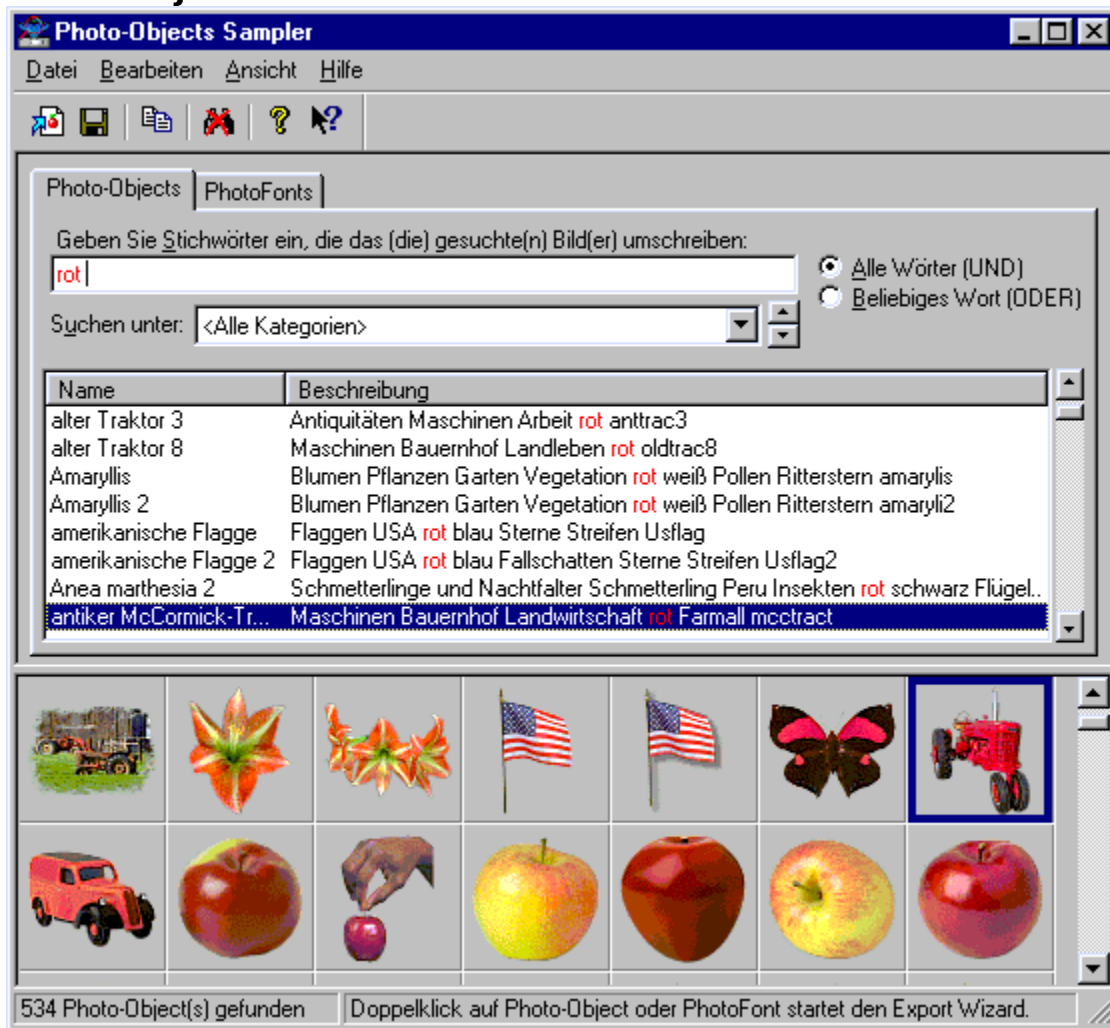 Photo-Objects Sampler
Datei Bearbeiten Ansicht Hilfe
Photo-Objects PhotoFonts
Geben Sie Stichwörter ein, die das (die) gesuchte(n) Bild(er) umschreiben:
rot
Alle Wörter (UND)
Beliebiges Wort (ODER)
Suchen unter: <Alle Kategorien>
Name Beschreibung
alter Traktor 3 Antiquitäten Maschinen Arbeit rot anttrac3
alter Traktor 8 Maschinen Bauernhof Landleben rot oldtrac8
Amaryllis Blumen Pflanzen Garten Vegetation rot weiß Pollen Ritterstern amarylis
Amaryllis 2 Blumen Pflanzen Garten Vegetation rot weiß Pollen Ritterstern amaryli2
amerikanische Flagge Flaggen USA rot blau Sterne Streifen Usflag
amerikanische Flagge 2 Flaggen USA rot blau Fallschatten Sterne Streifen Usflag2
Anea marthesia 2 Schmetterlinge und Nachtfalter Schmetterling Peru Insekten rot schwarz Flügel..
antiker McCormick-Tr... Maschinen Bauernhof Landwirtschaft rot Farmall mcctract
534 Photo-Object(s) gefunden Doppelklick auf Photo-Object oder PhotoFont startet den Export Wizard.